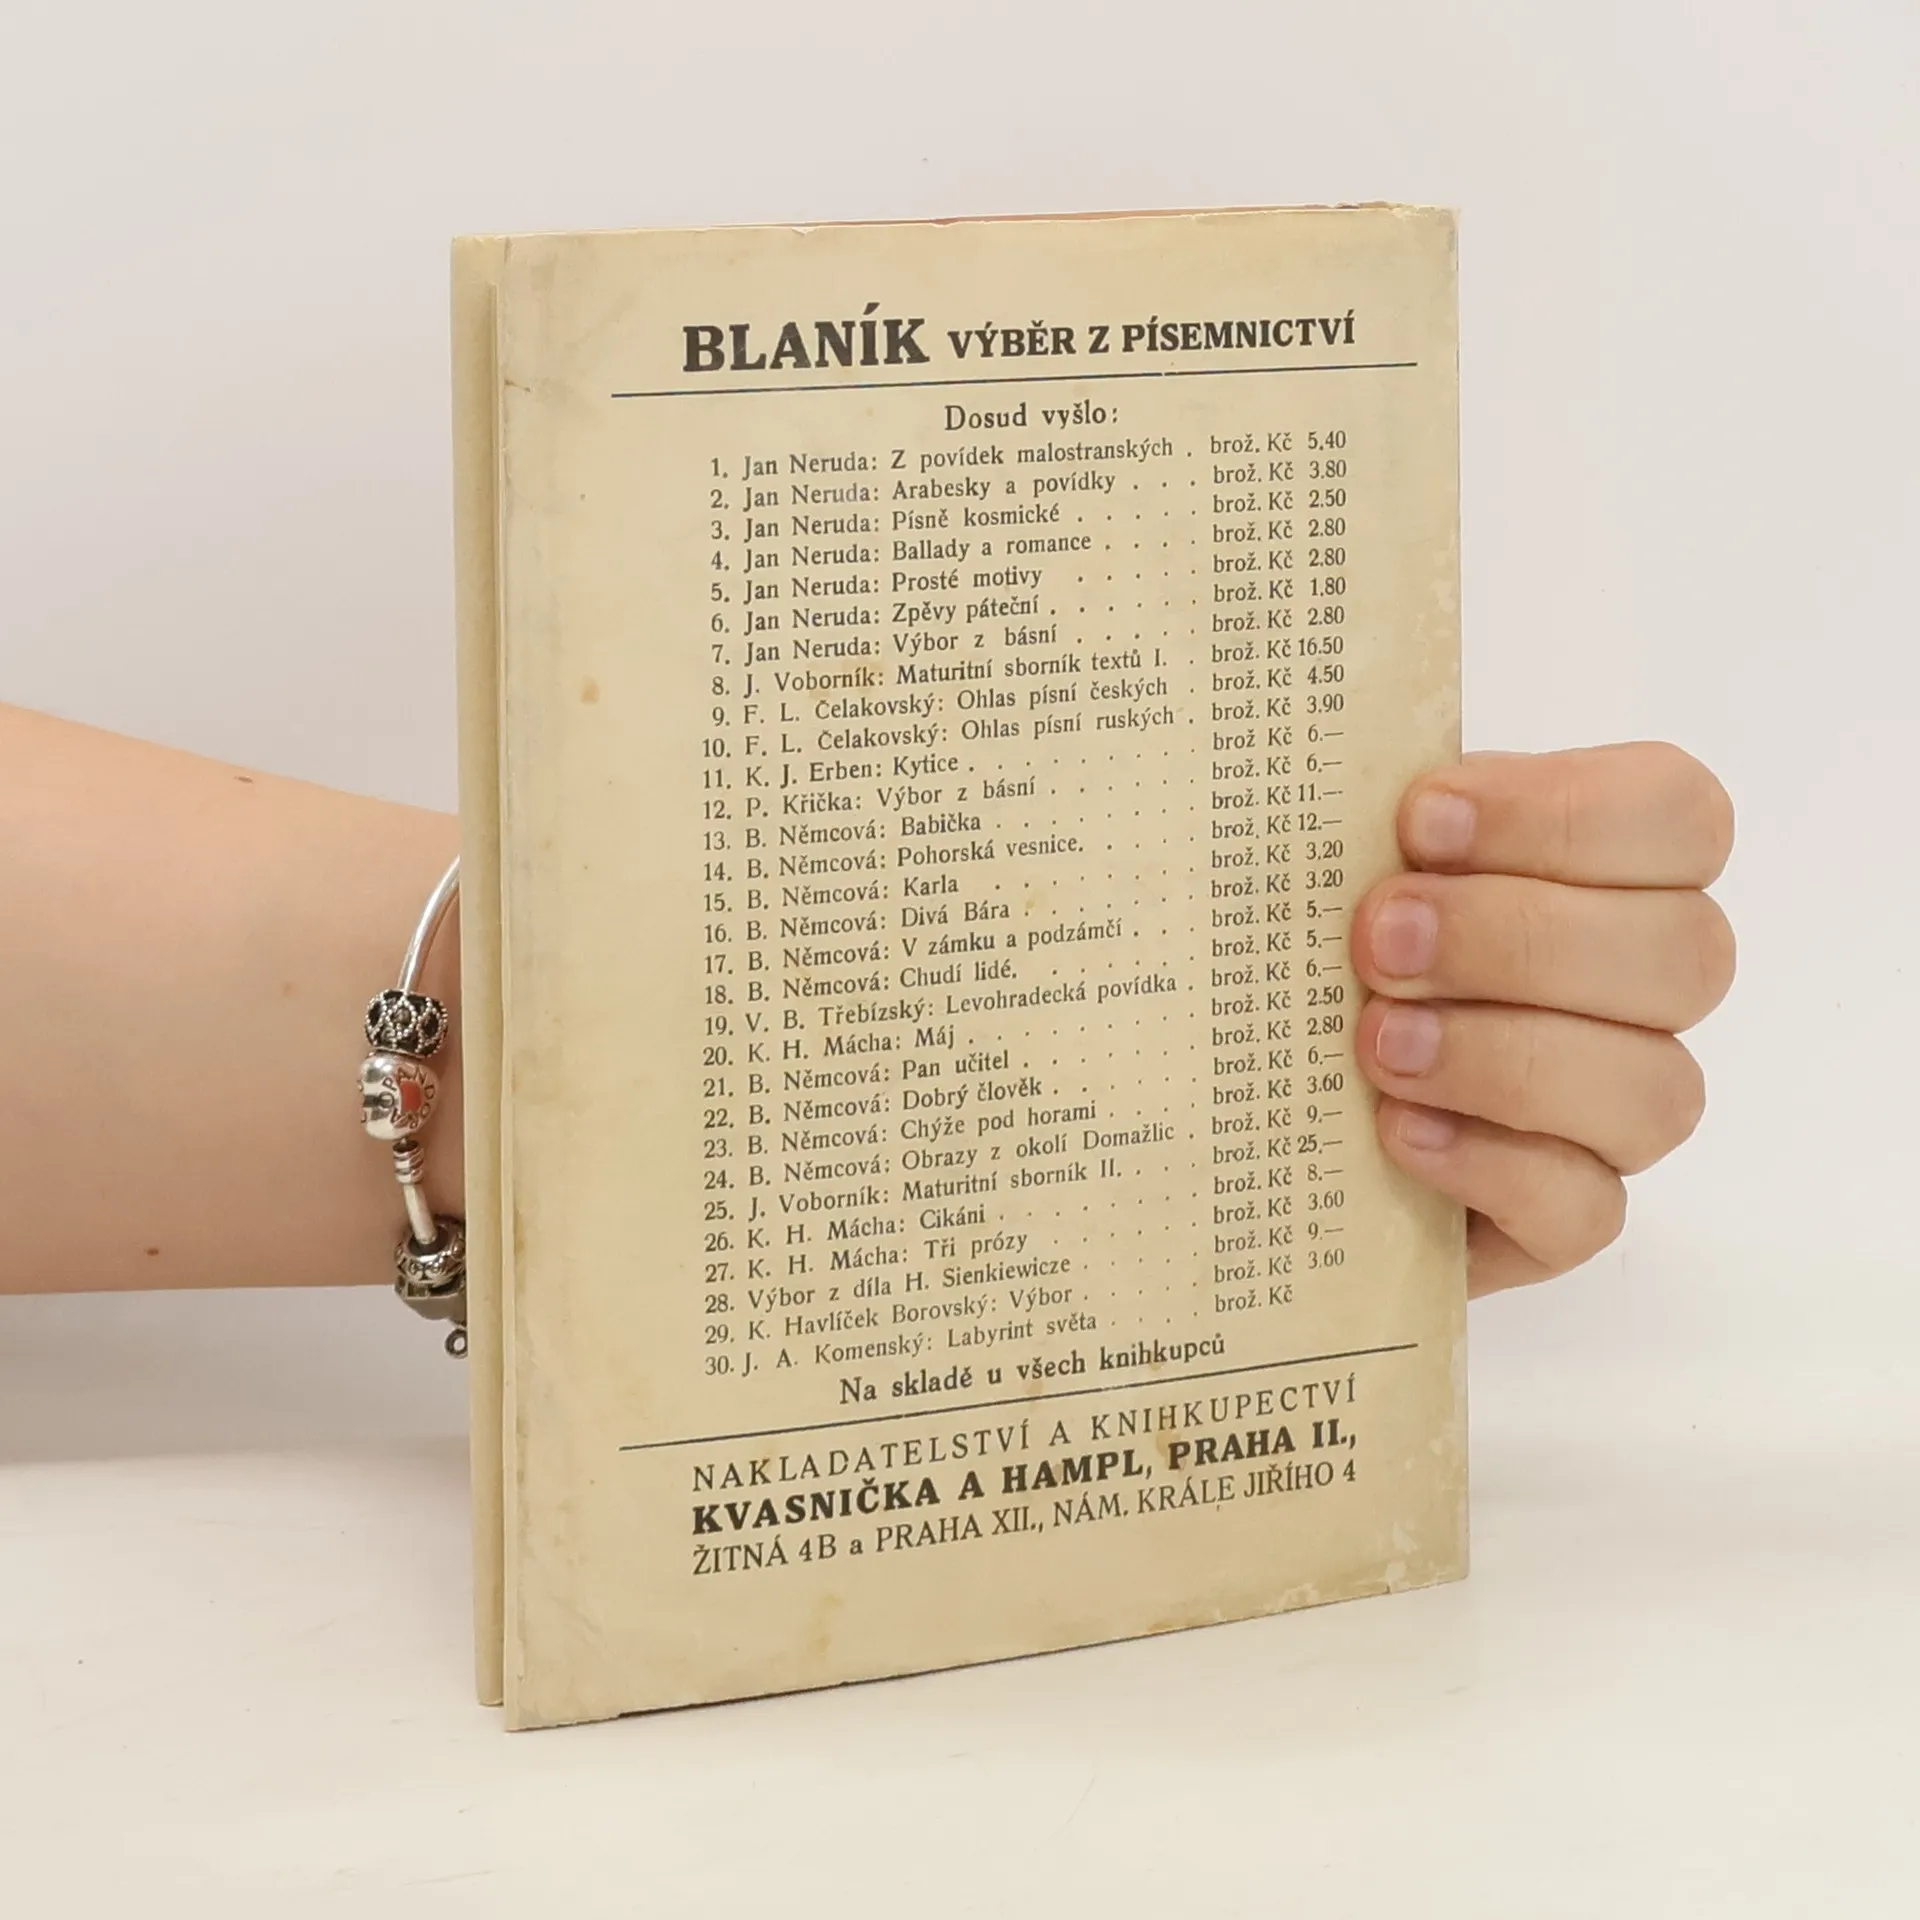 BLANÍK VÝBĚR Z PÍSEMNICTVÍ
Dosud vyšlo:
1. Jan Neruda: Z povídek malostranských . brož. Kč 5.40
2. Jan Neruda: Arabesky a povídky . . . brož. Kč 3.80
3. Jan Neruda: Písně kosmické . . . . . brož. Kč 2.50
4. Jan Neruda: Ballady a romance . . . . brož. Kč 2.80
5. Jan Neruda: Prosté motivy . . . . . brož. Kč 2.80
6. Jan Neruda: Zpěvy páteční . . . . . . brož. Kč 1.80
7. Jan Neruda: Výbor z básní . . . . . brož. Kč 2.80
8. J. Voborník: Maturitní sborník textů I. . brož. Kč 16.50
9. F. L. Čelakovský: Ohlas písní českých . brož. Kč 4.50
10. F. L. Čelakovský: Ohlas písní ruských . brož. Kč 3.90
11. K. J. Erben: Kytice . . . . . . . . . brož Kč 6.—
12. P. Křička: Výbor z básní . . . . . . brož. Kč 6.—
13. B. Němcová: Babička . . . . . . . . brož. Kč 11.—
14. B. Němcová: Pohorská vesnice. . . . . brož. Kč 12.—
15. B. Němcová: Karla . . . . . . . . brož. Kč 3.20
16. B. Němcová: Divá Bára . . . . . . . brož. Kč 3.20
17. B. Němcová: V zámku a podzámčí . . . brož. Kč 5.—
18. B. Němcová: Chudí lidé. . . . . . . brož. Kč 5.—
19. V. B. Třebízský: Levohradecká povídka . brož. Kč 6.—
20. K. H. Mácha: Máj . . . . . . . . . brož. Kč 2.50
21. B. Němcová: Pan učitel . . . . . . . brož. Kč 2.80
22. B. Němcová: Dobrý člověk . . . . . . brož. Kč 6.—
23. B. Němcová: Chýže pod horami . . . . brož. Kč 3.60
24. B. Němcová: Obrazy z okolí Domažlic . brož. Kč 9.—
25. J. Voborník: Maturitní sborník II. . . . brož. Kč 25.—
26. K. H. Mácha: Cikáni . . . . . . . . brož. Kč 8.—
27. K. H. Mácha: Tři prózy . . . . . . brož. Kč 3.60
28. Výbor z díla H. Sienkiewicze . . . . . brož. Kč 9.—
29. K. Havlíček Borovský: Výbor . . . . . brož. Kč 3.60
30. J. A. Komenský: Labyrint světa . . . . brož. Kč
Na skladě u všech knihkupců
NAKLADATELSTVÍ A KNIHKUPECTVÍ
KVASNIČKA A HAMPL, PRAHA II.,
ŽITNÁ 4B a PRAHA XII., NÁM. KRÁLE JIŘÍHO 4
PANDORA